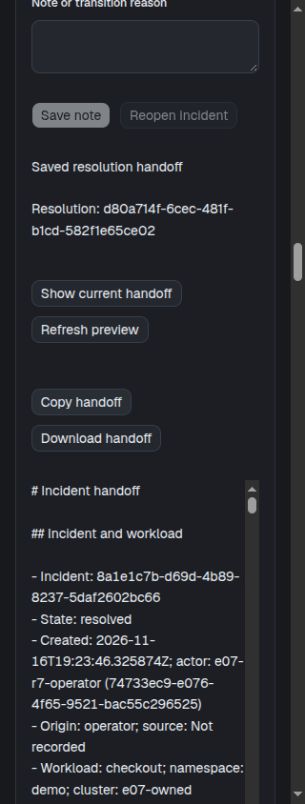 Note or transition reason
Save note
Reopen Incident
Saved resolution handoff
Resolution: d80a714f-6cec-481f-
b1cd-582f1e65ce02
Show current handoff
Refresh preview
Copy handoff
Download handoff
# Incident handoff
## Incident and workload
- Incident: 8a1e1c7b-d69d-4b89-
8237-5daf2602bc66
- State: resolved
- Created: 2026-11-
16T19:23:46.325874Z; actor: e07-
r7-operator (74733ec9-e076-
4f65-9521-bac55c296525)
- Origin: operator; source: Not
recorded
- Workload: checkout; namespace:
demo; cluster: e07-owned